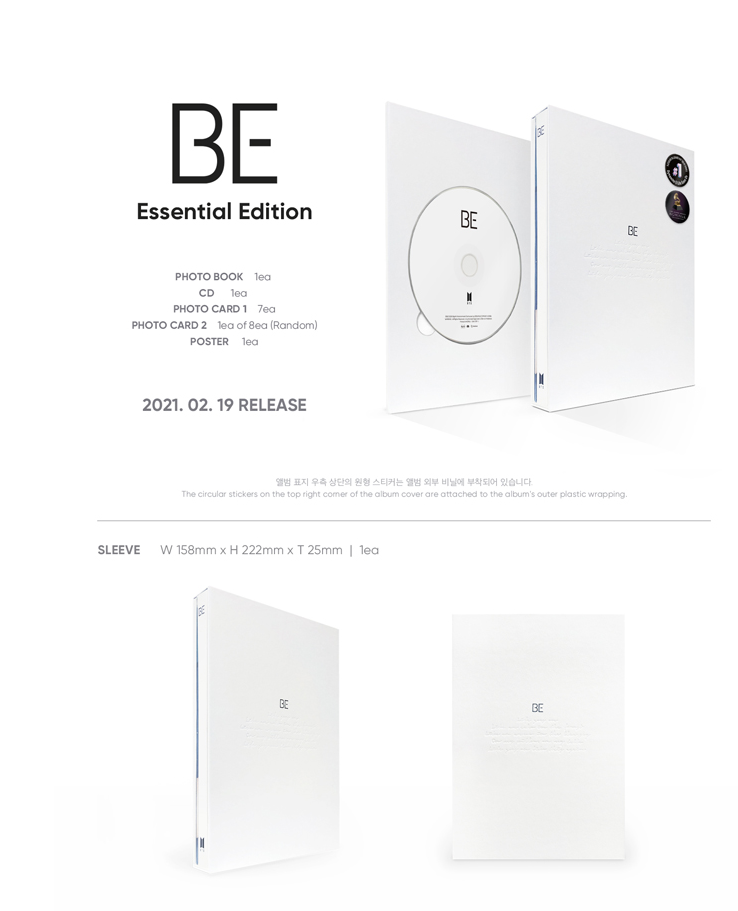 BE
Essential Edition
PHOTO BOOK 1ea
CD 1ea
PHOTO CARD 1 7ea
PHOTO CARD 2 1ea of 8ea (Random)
POSTER 1ea
2021. 02. 19 RELEASE
BE
BE
BE
#1
앨범 표지 우측 상단의 원형 스티커는 앨범 외부 비닐에 부착되어 있습니다.
The circular stickers on the top right corner of the album cover are attached to the album's outer plastic wrapping.
SLEEVE W 158mm x H 222mm x T 25mm | 1ea
BE
BE
BE